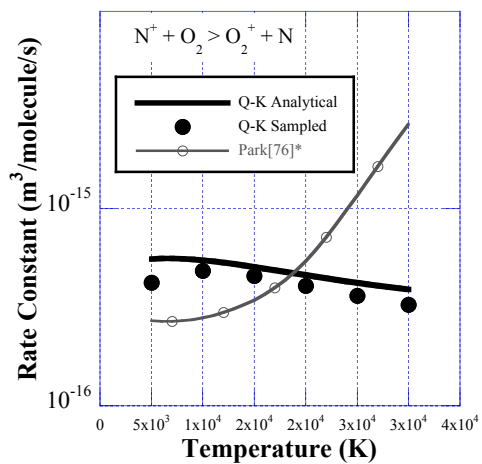 N⁺ + O₂ > O₂⁺ + N
Q-K Analytical
Q-K Sampled
Park[76]*
Rate Constant (m³/molecule/s)
10⁻¹⁵
10⁻¹⁶
0 5x10³ 1x10⁴ 2x10⁴ 2x10⁴ 3x10⁴ 3x10⁴ 4x10⁴
Temperature (K)